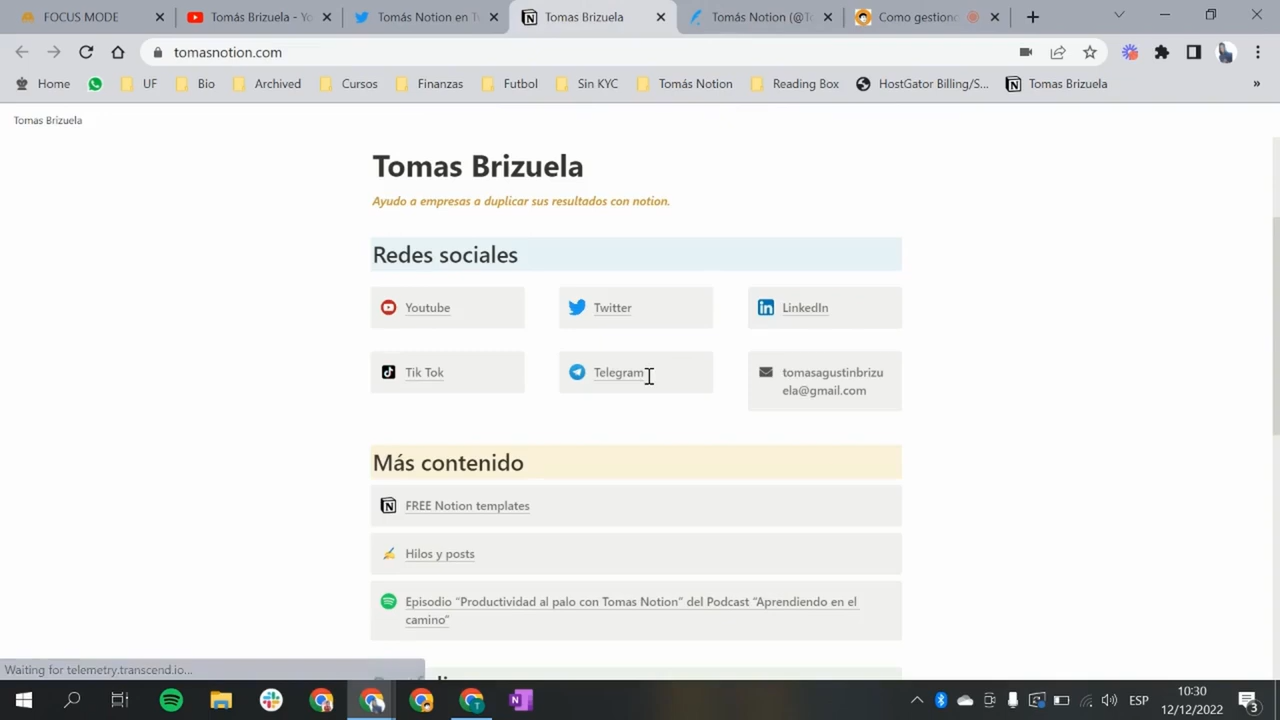 FOCUS MODE
Tomás Brizuela - Yo
Tomás Notion en Tw
Tomas Brizuela
Tomás Notion (@To
Como gestiono
tomasnotion.com
Home
UF
Bio
Archived
Cursos
Finanzas
Futbol
Sin KYC
Tomás Notion
Reading Box
HostGator Billing/S...
Tomas Brizuela
»
Tomas Brizuela
Tomas Brizuela
Ayudo a empresas a duplicar sus resultados con notion.
Redes sociales
Youtube
Twitter
LinkedIn
Tik Tok
Telegram
tomasagustinbrizu
ela@gmail.com
Más contenido
FREE Notion templates
Hilos y posts
Episodio “Productividad al palo con Tomas Notion” del Podcast “Aprendiendo en el
camino”
Waiting for telemetry.transcend.io...
ESP
10:30
12/12/2022
3